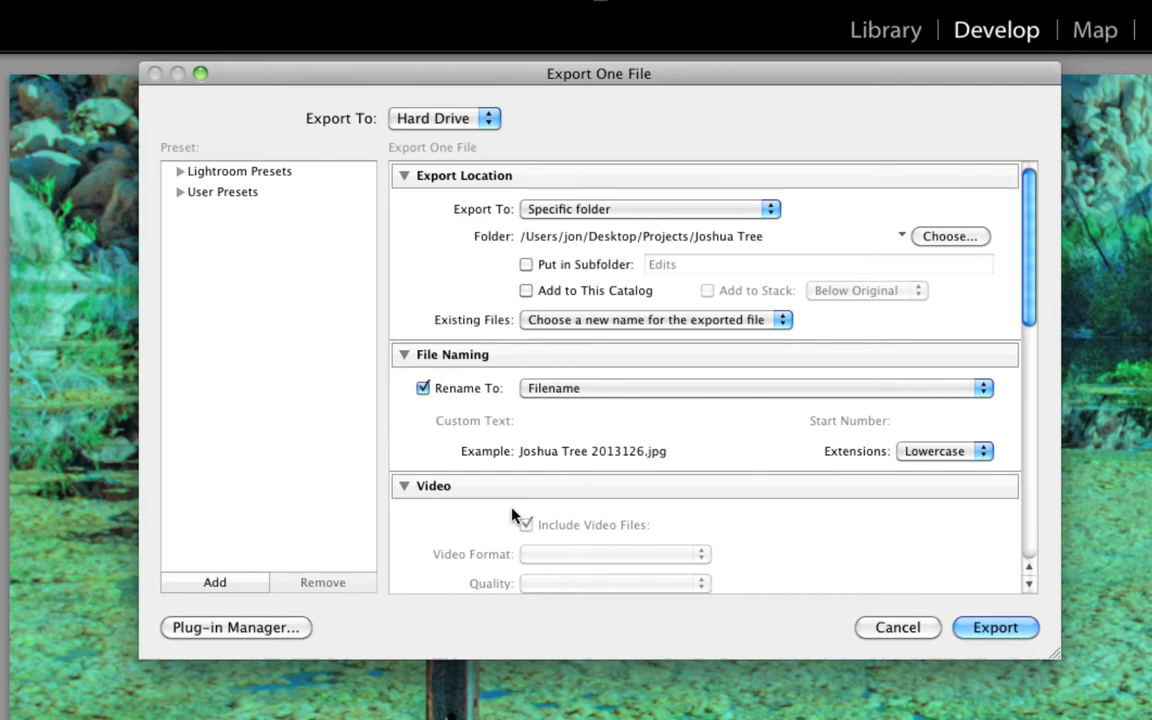 Library | Develop | Map |
Export One File
Export To: Hard Drive
Preset:
Export One File
Lightroom Presets
User Presets
Export Location
Export To: Specific folder
Folder: /Users/jon/Desktop/Projects/Joshua Tree Choose...
Put in Subfolder: Edits
Add to This Catalog Add to Stack: Below Original
Existing Files: Choose a new name for the exported file
File Naming
Rename To: Filename
Custom Text: Start Number:
Example: Joshua Tree 2013126.jpg Extensions: Lowercase
Video
Include Video Files:
Video Format:
Quality:
Add Remove
Plug-in Manager... Cancel Export